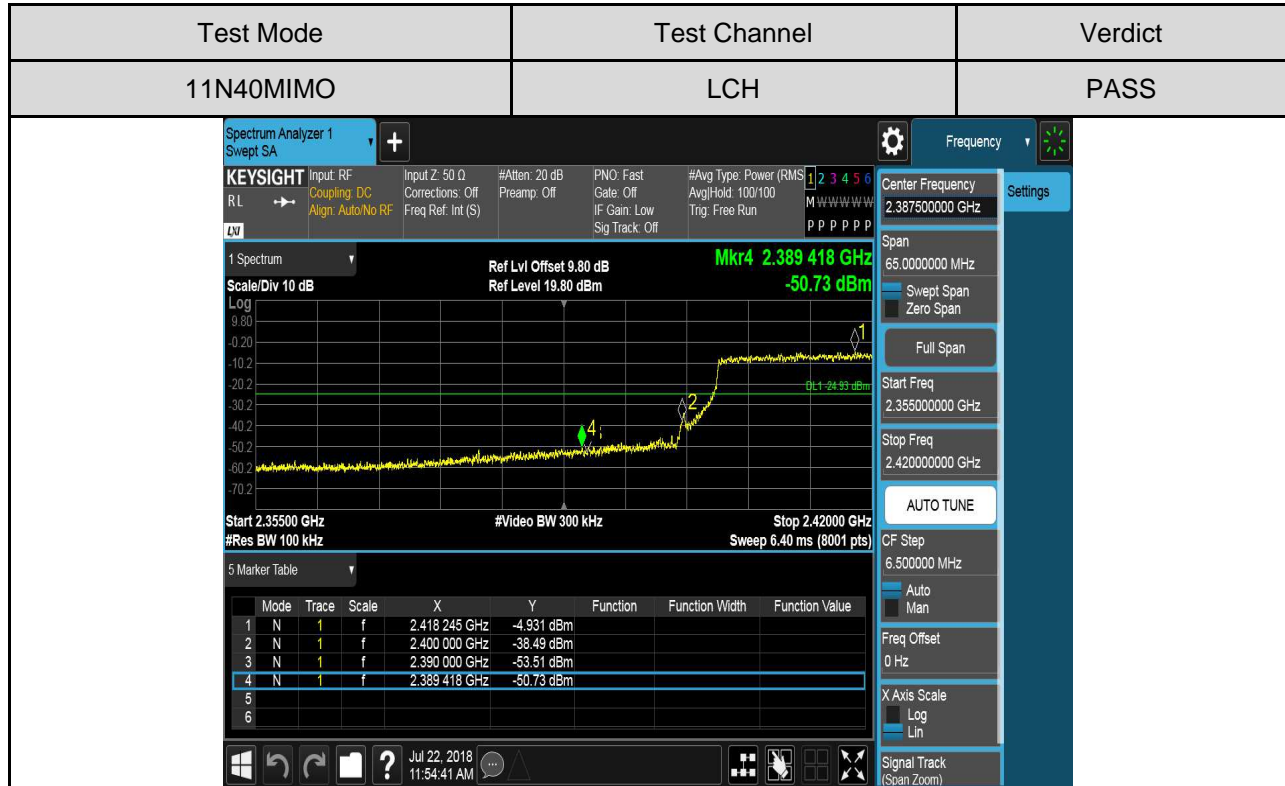 Test Mode Test Channel Verdict
11N40MIMO LCH PASS
Spectrum Analyzer 1
Swept SA
+
Frequency
KEYSIGHT
RL
LXI
Input: RF
Coupling: DC
Align: Auto/No RF
Input Z: 50 Ω
Corrections: Off
Freq Ref: Int (S)
#Atten: 20 dB
Preamp: Off
PNO: Fast
Gate: Off
IF Gain: Low
Sig Track: Off
#Avg Type: Power (RMS
Avg|Hold: 100/100
Trig: Free Run
1 2 3 4 5 6
M W W W W W
P P P P P P
1 Spectrum
Scale/Div 10 dB
Ref Lvl Offset 9.80 dB
Ref Level 19.80 dBm
Mkr4 2.389 418 GHz
-50.73 dBm
Log
9.80
-0.20
-10.2
-20.2
-30.2
-40.2
-50.2
-60.2
-70.2
1
DL1 -24.93 dBm
2
4
Start 2.35500 GHz #Video BW 300 kHz Stop 2.42000 GHz
#Res BW 100 kHz Sweep 6.40 ms (8001 pts)
5 Marker Table
Mode Trace Scale X Y Function Function Width Function Value
1 N 1 f 2.418 245 GHz -4.931 dBm
2 N 1 f 2.400 000 GHz -38.49 dBm
3 N 1 f 2.390 000 GHz -53.51 dBm
4 N 1 f 2.389 418 GHz -50.73 dBm
5
6
?
Jul 22, 2018
11:54:41 AM
Center Frequency
2.387500000 GHz
Settings
Span
65.0000000 MHz
Swept Span
Zero Span
Full Span
Start Freq
2.355000000 GHz
Stop Freq
2.420000000 GHz
AUTO TUNE
CF Step
6.500000 MHz
Auto
Man
Freq Offset
0 Hz
X Axis Scale
Log
Lin
Signal Track
(Span Zoom)